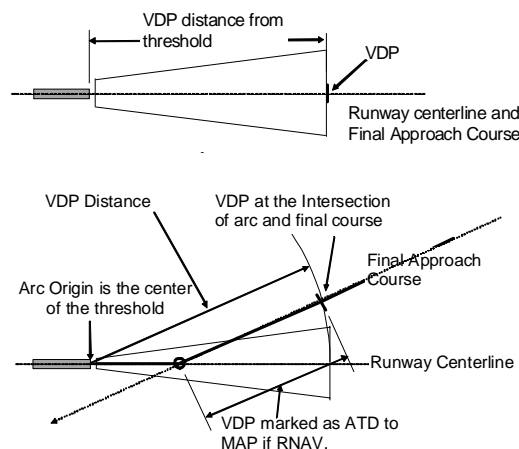 VDP distance from
threshold
VDP
Runway centerline and
Final Approach Course
VDP Distance
VDP at the Intersection
of arc and final course
Final Approach
Course
Arc Origin is the center
of the threshold
Runway Centerline
VDP marked as ATD to
MAP if RNAV.